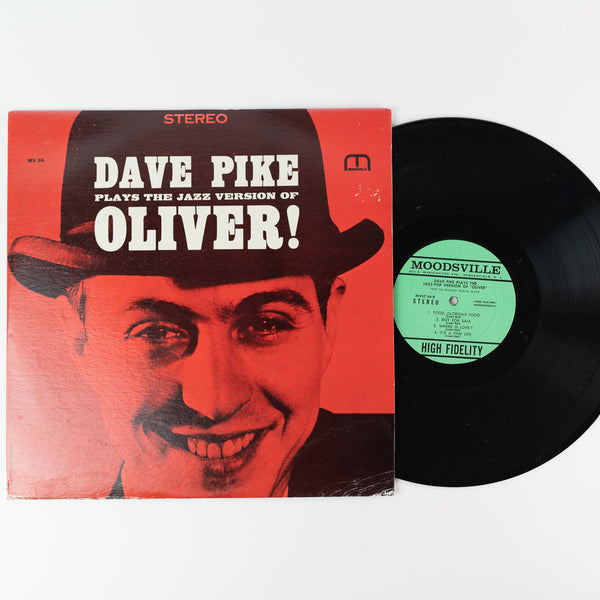 STEREO
MV 36
DAVE PIKE
PLAYS THE JAZZ VERSION OF
OLIVER!
MOODSVILLE
DAVE PIKE PLAYS THE
JAZZ-POP VERSION OF "OLIVER"
STEREO
1. FOOD, GLORIOUS FOOD
2. BOY FOR SALE
3. WHERE IS LOVE?
4. IT'S A FINE LIFE
HIGH FIDELITY